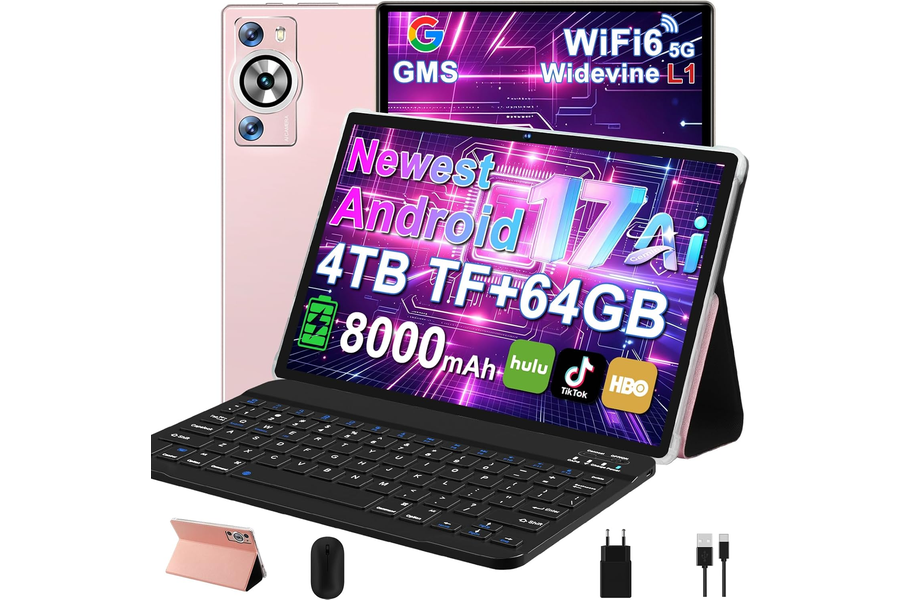 GMS
WiFi6 5G
Widevine L1
Newest
Android 17 Ai
4TB TF+64GB
8000mAh
hulu
TikTok
HBO